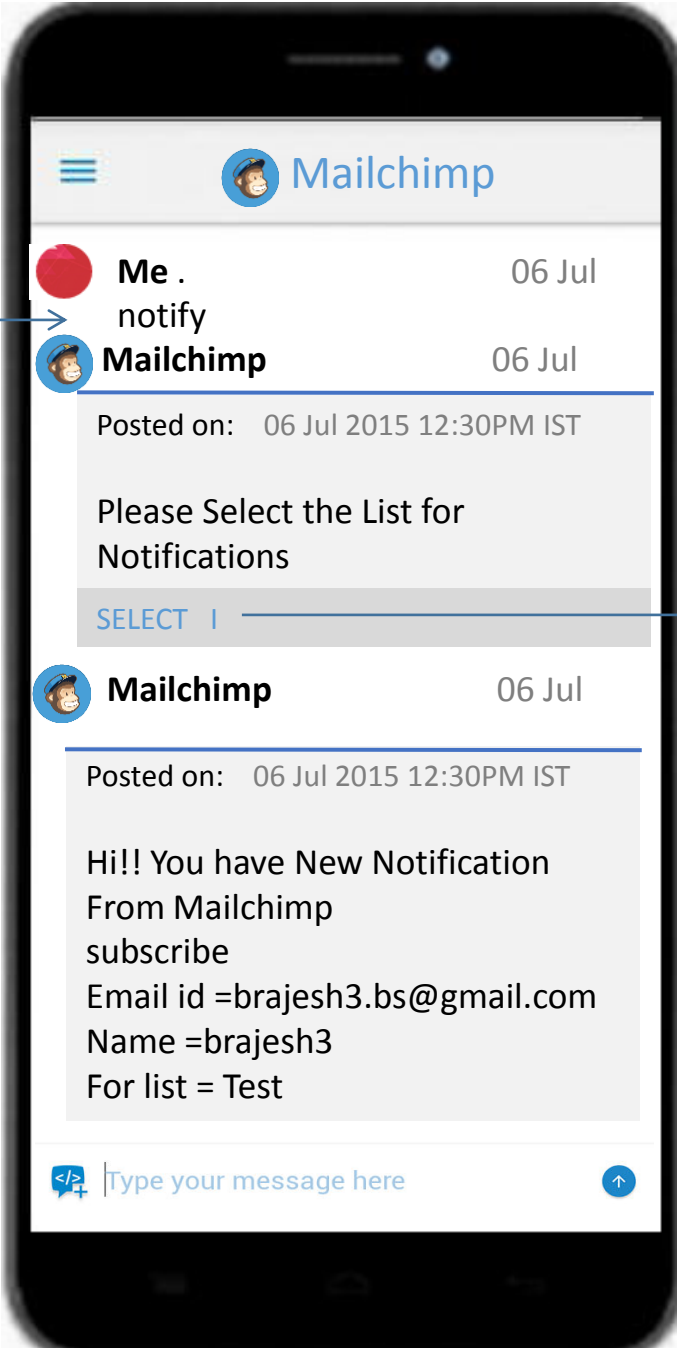 Mailchimp
Me . 06 Jul
notify
Mailchimp 06 Jul
Posted on: 06 Jul 2015 12:30PM IST
Please Select the List for
Notifications
SELECT I
Mailchimp 06 Jul
Posted on: 06 Jul 2015 12:30PM IST
Hi!! You have New Notification
From Mailchimp
subscribe
Email id =brajesh3.bs@gmail.com
Name =brajesh3
For list = Test
</> Type your message here